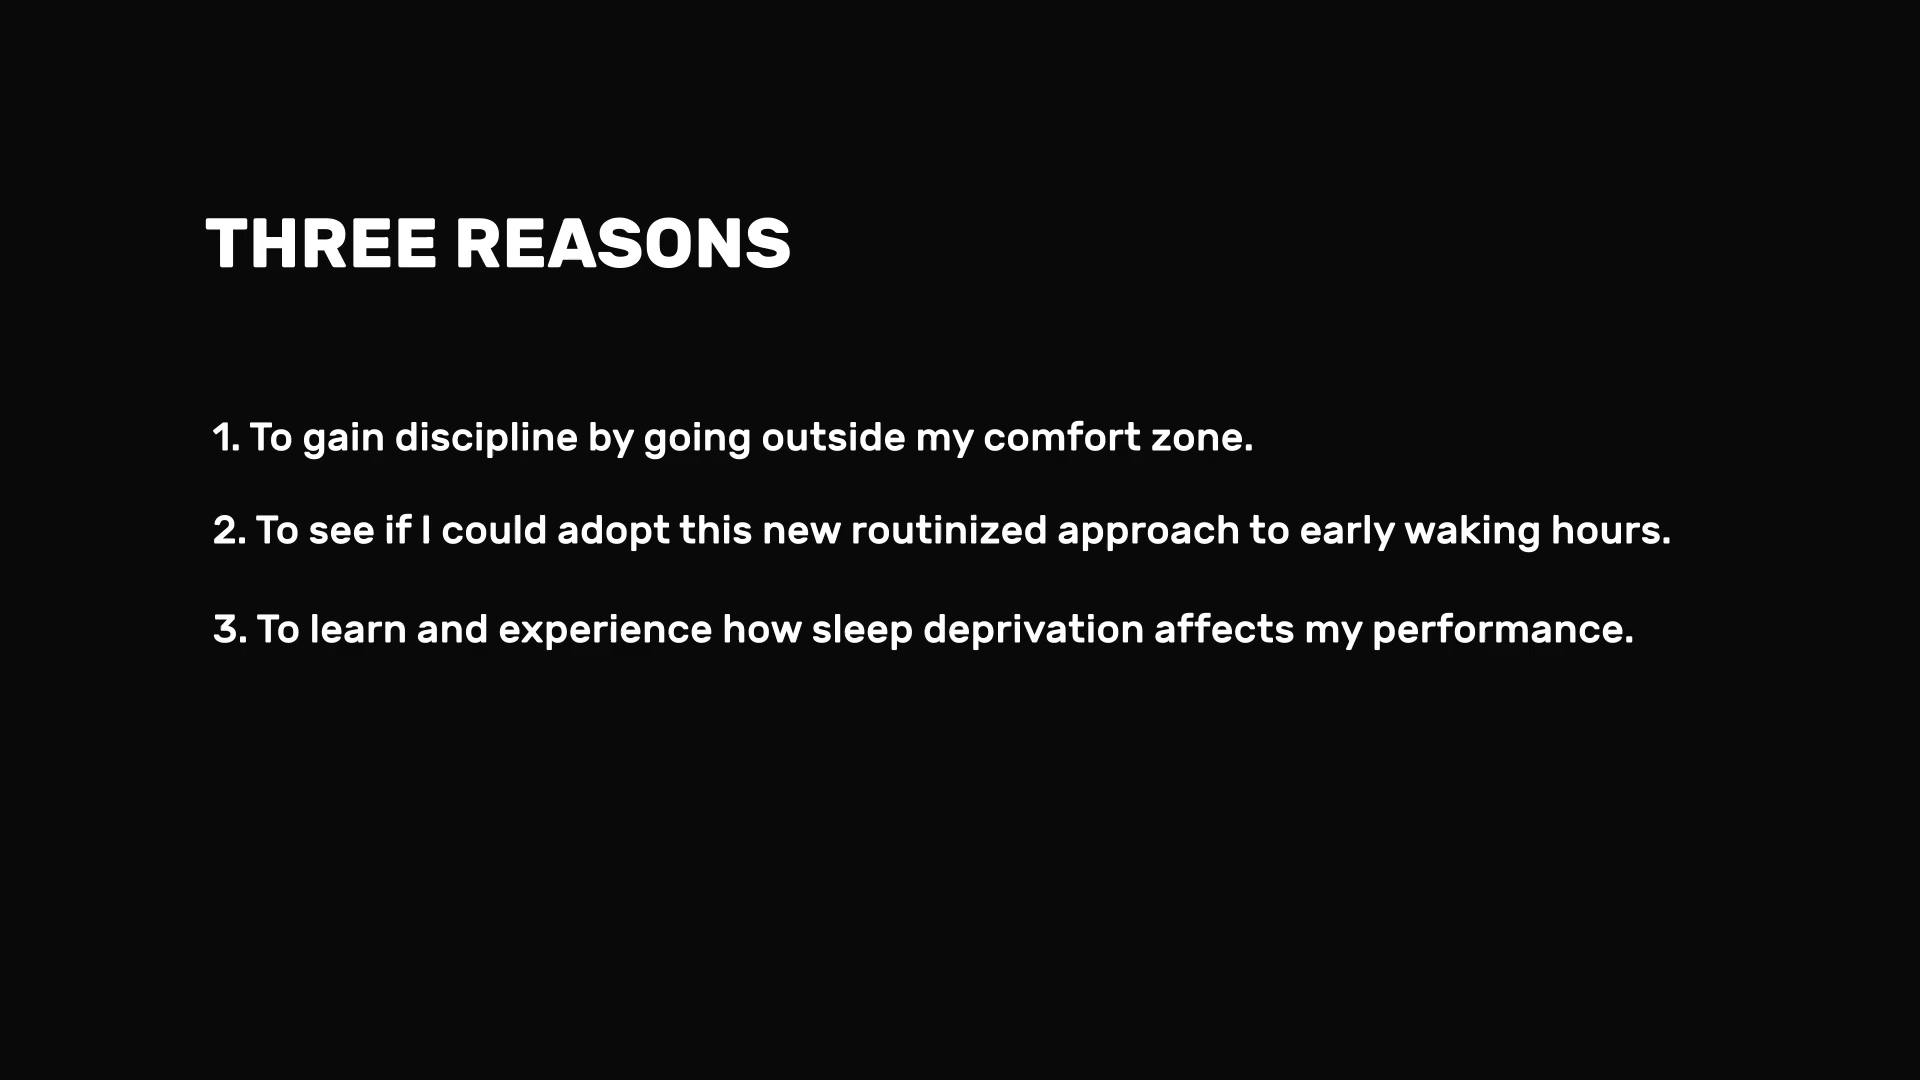 THREE REASONS
1. To gain discipline by going outside my comfort zone.
2. To see if I could adopt this new routinized approach to early waking hours.
3. To learn and experience how sleep deprivation affects my performance.